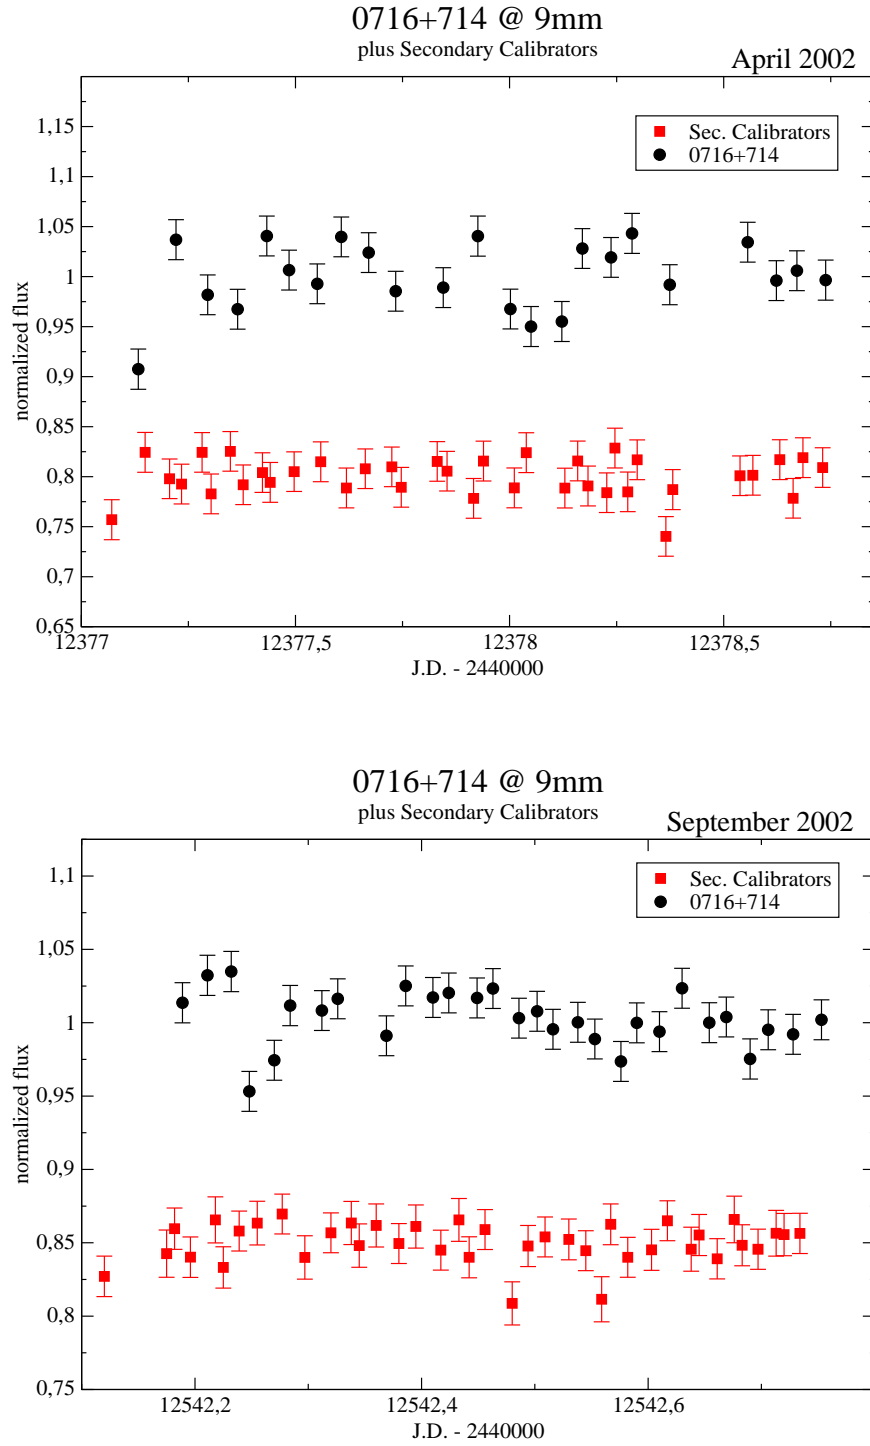 0716+714 @ 9mm
plus Secondary Calibrators
April 2002
Sec. Calibrators
0716+714
1,15
1,1
1,05
1
0,95
0,9
0,85
0,8
0,75
0,7
0,65
normalized flux
12377
12377,5
12378
12378,5
J.D. - 2440000
0716+714 @ 9mm
plus Secondary Calibrators
September 2002
Sec. Calibrators
0716+714
1,1
1,05
1
0,95
0,9
0,85
0,8
0,75
normalized flux
12542,2
12542,4
12542,6
J.D. - 2440000